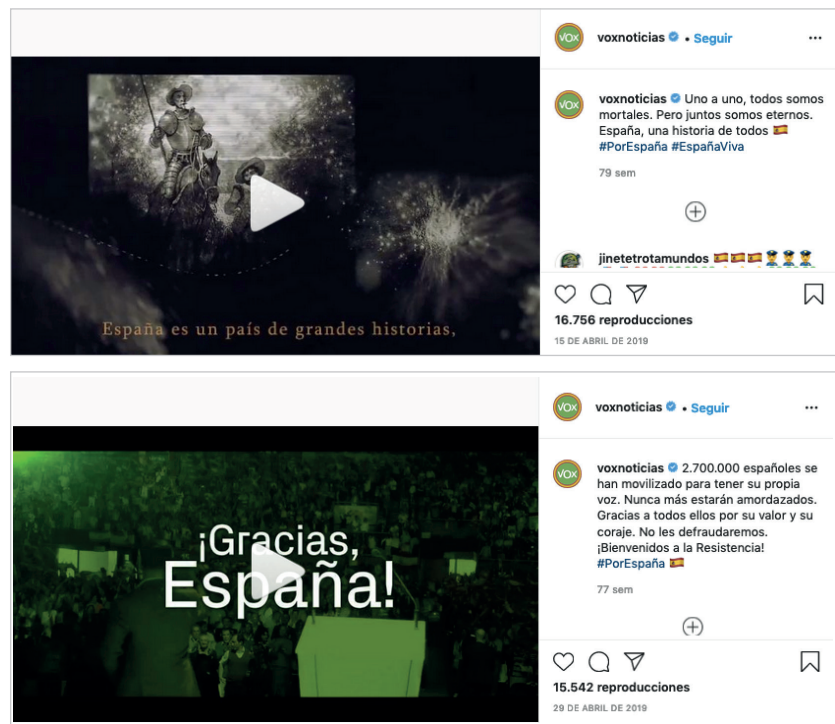 España es un país de grandes historias,
VOX
voxnoticias • Seguir
VOX
voxnoticias Uno a uno, todos somos
mortales. Pero juntos somos eternos.
España, una historia de todos
#PorEspaña #EspañaViva
79 sem
jinetetrotamundos
16.756 reproducciones
15 DE ABRIL DE 2019
¡Gracias,
España!
VOX
voxnoticias • Seguir
VOX
voxnoticias 2.700.000 españoles se
han movilizado para tener su propia
voz. Nunca más estarán amordazados.
Gracias a todos ellos por su valor y su
coraje. No les defraudaremos.
¡Bienvenidos a la Resistencia!
#PorEspaña
77 sem
15.542 reproducciones
29 DE ABRIL DE 2019